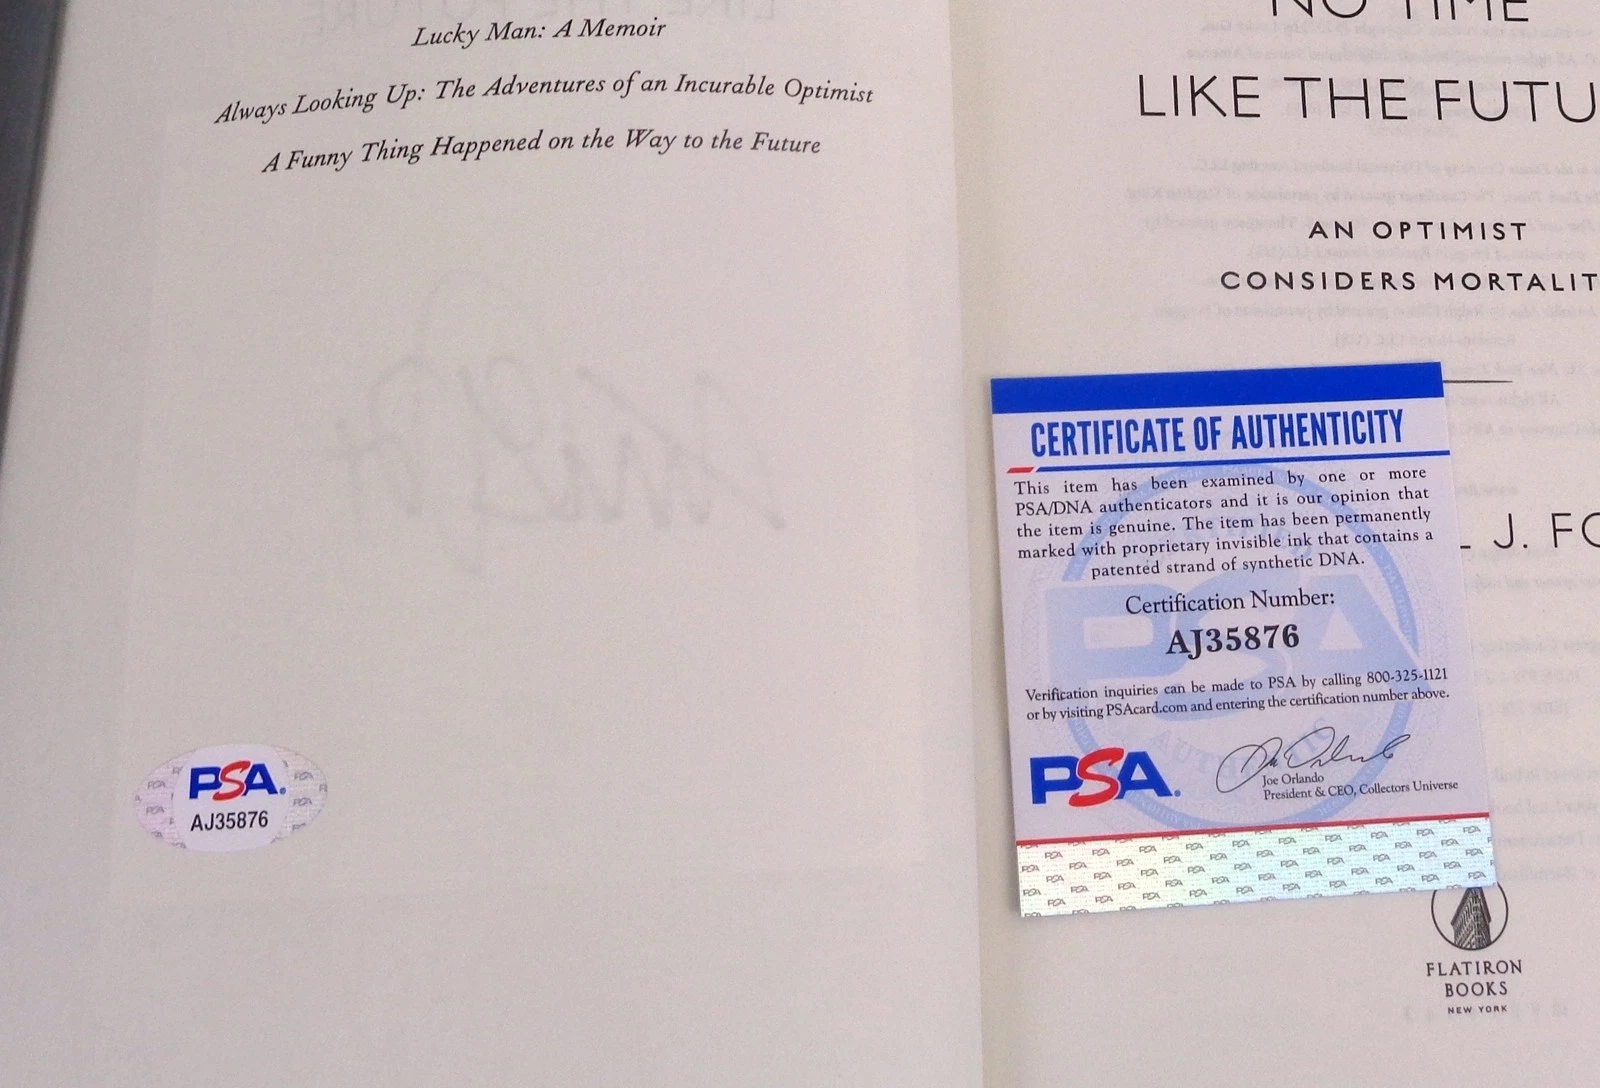 Lucky Man: A Memoir
Always Looking Up: The Adventures of an Incurable Optimist
A Funny Thing Happened on the Way to the Future
PSA.
AJ35876
NO TIME
LIKE THE FUTU
AN OPTIMIST
CONSIDERS MORTALIT
J. FO
CERTIFICATE OF AUTHENTICITY
This item has been examined by one or more
PSA/DNA authenticators and it is our opinion that
the item is genuine. The item has been permanently
marked with proprietary invisible ink that contains a
patented strand of synthetic DNA.
Certification Number:
AJ35876
Verification inquiries can be made to PSA by calling 800-325-1121
or by visiting PSAcard.com and entering the certification number above.
PSA.
Joe Orlando
President & CEO, Collectors Universe
FLATIRON
BOOKS
NEW YORK